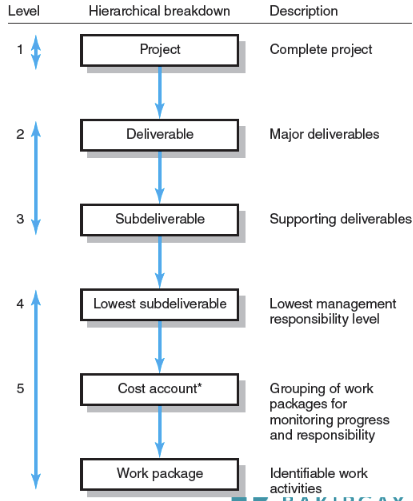 Level Hierarchical breakdown Description
1 Project Complete project
2 Deliverable Major deliverables
3 Subdeliverable Supporting deliverables
4 Lowest subdeliverable Lowest management
responsibility level
5 Cost account* Grouping of work
packages for
monitoring progress
and responsibility
Work package Identifiable work
activities